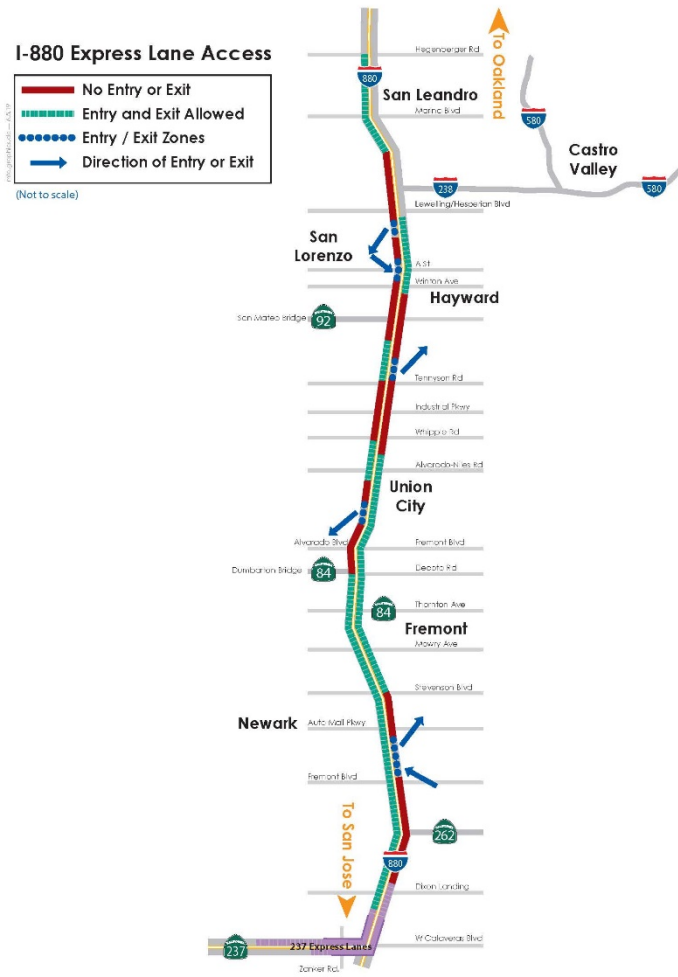 I-880 Express Lane Access
No Entry or Exit
Entry and Exit Allowed
Entry / Exit Zones
Direction of Entry or Exit
(Not to scale)
To Oakland
Hegenberger Rd
880
San Leandro
Marina Blvd
580
Castro
Valley
238
580
Lewelling/Hesperian Blvd
San
Lorenzo
A St
Winton Ave
Hayward
San Mateo Bridge
92
Tennyson Rd
Industrial Pkwy
Whipple Rd
Alvarado-Niles Rd
Union
City
Alvarado Blvd
Fremont Blvd
Dumbarton Bridge
84
Decoto Rd
84
Thornton Ave
Fremont
Mowry Ave
Stevenson Blvd
Newark
Auto Mall Pkwy
Fremont Blvd
To San Jose
262
880
Dixon Landing
237
237 Express Lanes
W Calaveras Blvd
Zanker Rd.